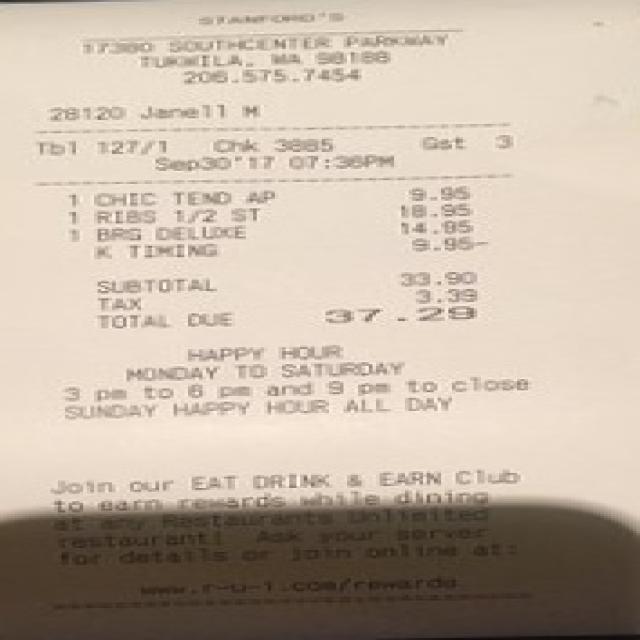 STANFORD'S
17380 SOUTHCENTER PARKWAY
TUKWILA, WA 98188
206.575.7454
28120 Janell M
Tbl 127/1 Chk 3885 Gst 3
Sep30'17 07:36PM
1 CHIC TEND AP 9.95
1 RIBS 1/2 ST 18.95
1 BRG DELUXE 14.95
K TIMING 9.95-
SUBTOTAL 33.90
TAX 3.39
TOTAL DUE 37.29
HAPPY HOUR
MONDAY TO SATURDAY
3 pm to 6 pm and 9 pm to close
SUNDAY HAPPY HOUR ALL DAY
Join our EAT DRINK & EARN Club
to earn rewards while dining
at any Restaurants Unlimited
restaurant! Ask your server
for details or join online at:
www.r-u-i.com/rewards